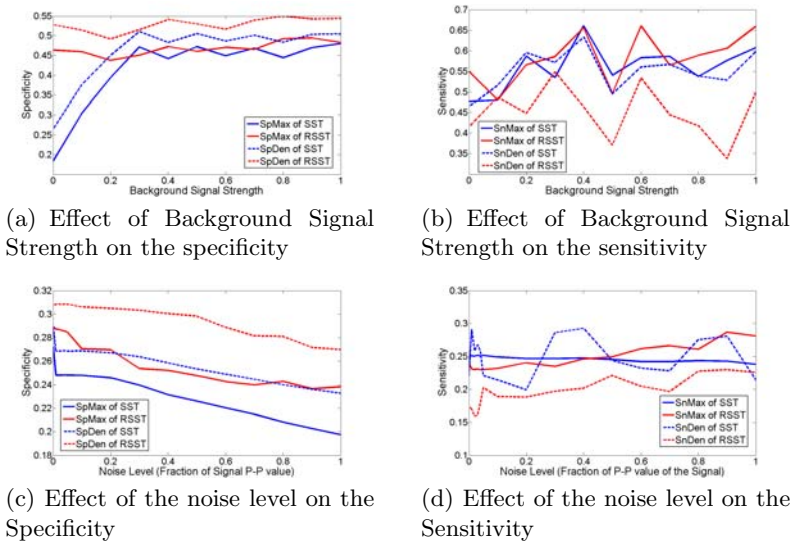 0.55
0.5
0.45
0.4
0.35
0.3
0.25
0.2
Specificity
SpMax of SST
SpMax of RSST
SpDen of SST
SpDen of RSST
0 0.2 0.4 0.6 0.8 1
Background Signal Strength
(a) Effect of Background Signal
Strength on the specificity
0.7
0.65
0.6
0.55
0.5
0.45
0.4
0.35
Sensitivity
SnMax of SST
SnMax of RSST
SnDen of SST
SnDen of RSST
0 0.2 0.4 0.6 0.8 1
Background Signal Strength
(b) Effect of Background Signal
Strength on the sensitivity
0.32
0.3
0.28
0.26
0.24
0.22
0.2
0.18
Specificity
SpMax of SST
SpMax of RSST
SpDen of SST
SpDen of RSST
0 0.2 0.4 0.6 0.8 1
Noise Level (Fraction of Signal P-P value)
(c) Effect of the noise level on the
Specificity
0.35
0.3
0.25
0.2
0.15
0.1
Sensitivity
SnMax of SST
SnMax of RSST
SnDen of SST
SnDen of RSST
0 0.2 0.4 0.6 0.8 1
Noise Level (Fraction of P-P value of the Signal)
(d) Effect of the noise level on the
Sensitivity